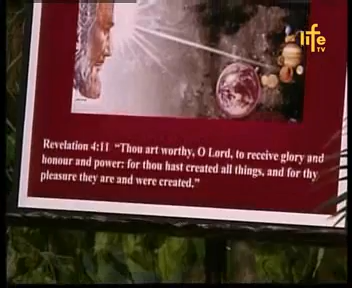 life
TV
Revelation 4:11 "Thou art worthy, O Lord, to receive glory and
honour and power: for thou hast created all things, and for thy
pleasure they are and were created."